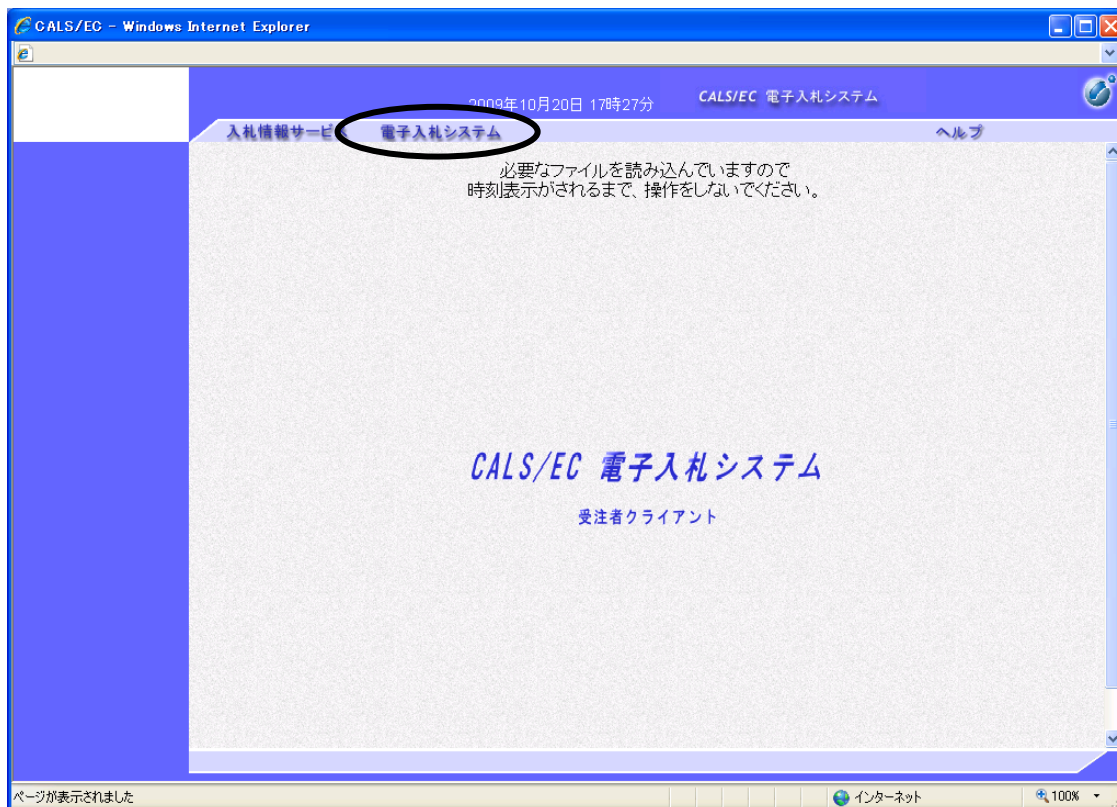 CALS/EC - Windows Internet Explorer
2009年10月20日 17時27分
CALS/EC 電子入札システム
入札情報サービス 電子入札システム ヘルプ
必要なファイルを読み込んでいますので
時刻表示がされるまで、操作をしないでください。
CALS/EC 電子入札システム
受注者クライアント
ページが表示されました インターネット 100%